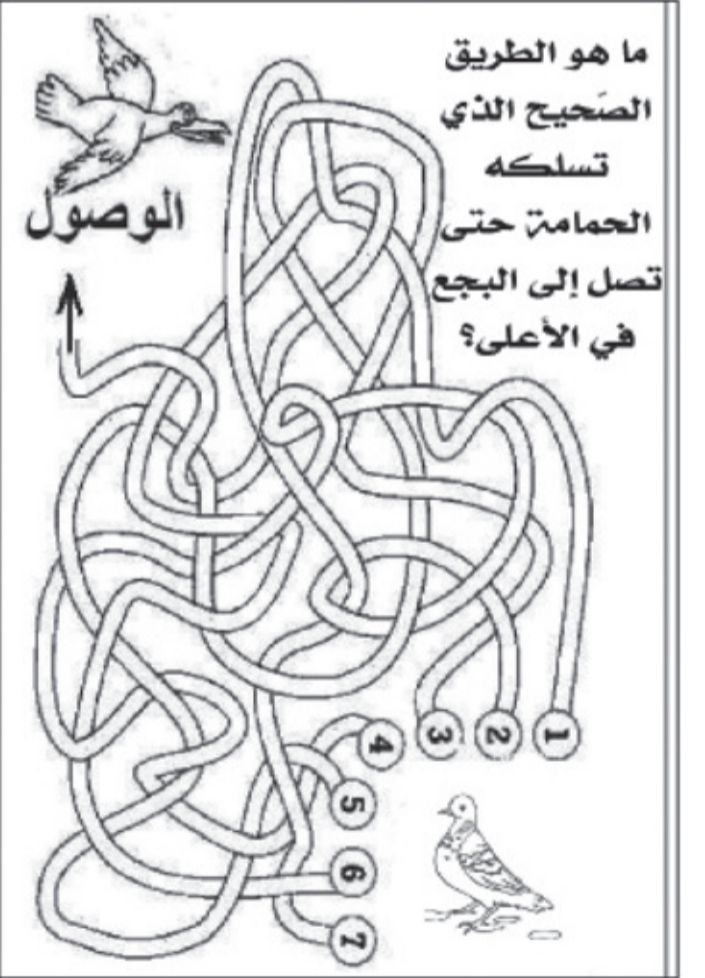 ما هو الطريق
الصَحيح الذي
تسلكه
الحمامة حتى
تصل إلى البجع
في الأعلى؟
الوصول
3 2 1
4
5
6
7